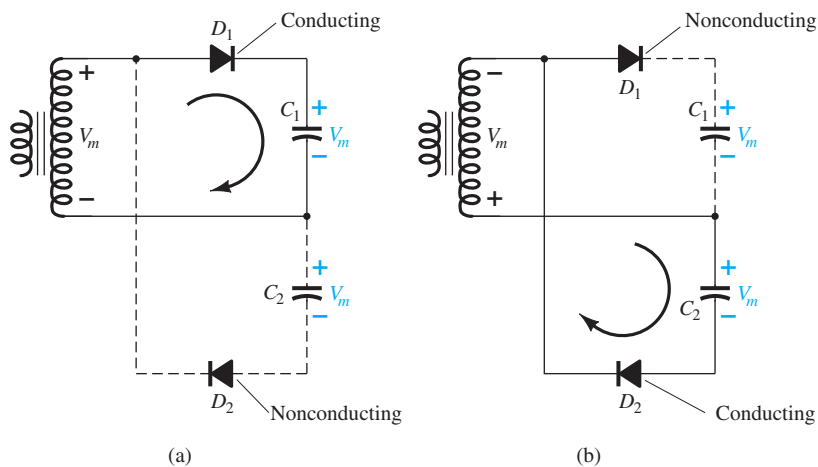 D1
Conducting
+
Vm
−
C1
+
Vm
−
C2
+
Vm
−
D2
Nonconducting
(a)
Nonconducting
D1
−
Vm
+
C1
+
Vm
−
C2
+
Vm
−
D2
Conducting
(b)